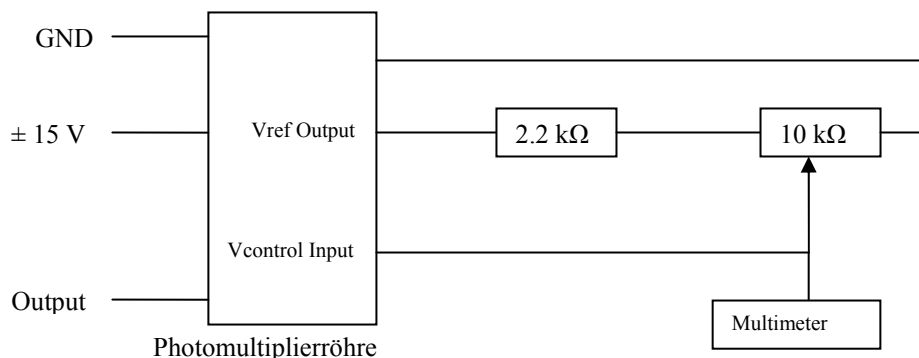 GND
± 15 V
Vref Output
2.2 kΩ
10 kΩ
Vcontrol Input
Output
Multimeter
Photomultiplierröhre